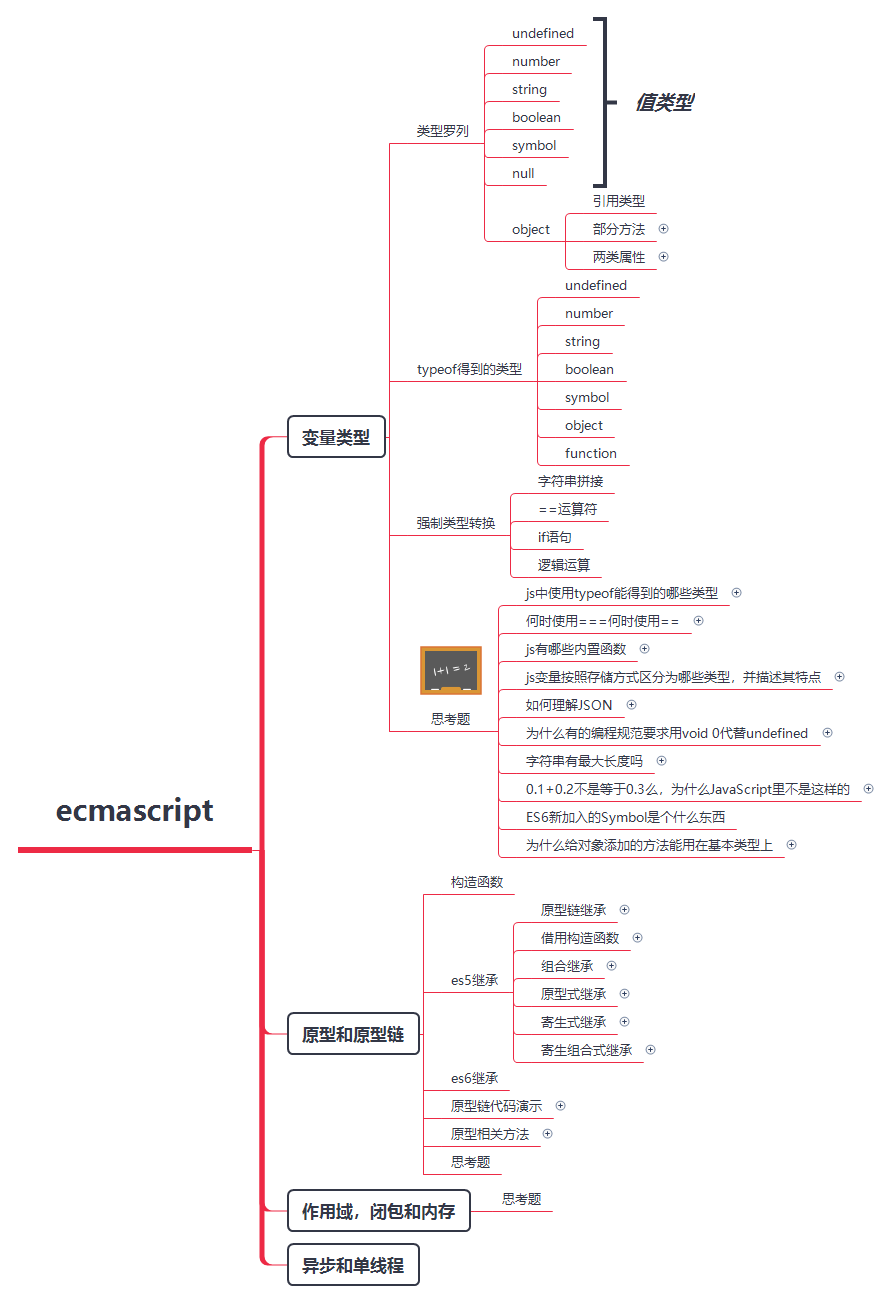 ecmascript
变量类型
类型罗列
undefined
number
string
boolean
symbol
null
值类型
object
引用类型
部分方法
两类属性
typeof得到的类型
undefined
number
string
boolean
symbol
object
function
强制类型转换
字符串拼接
==运算符
if语句
逻辑运算
1+1=2
思考题
js中使用typeof能得到的哪些类型
何时使用===何时使用==
js有哪些内置函数
js变量按照存储方式区分为哪些类型，并描述其特点
如何理解JSON
为什么有的编程规范要求用void 0代替undefined
字符串有最大长度吗
0.1+0.2不是等于0.3么，为什么JavaScript里不是这样的
ES6新加入的Symbol是个什么东西
为什么给对象添加的方法能用在基本类型上
原型和原型链
构造函数
es5继承
原型链继承
借用构造函数
组合继承
原型式继承
寄生式继承
寄生组合式继承
es6继承
原型链代码演示
原型相关方法
思考题
作用域，闭包和内存
思考题
异步和单线程